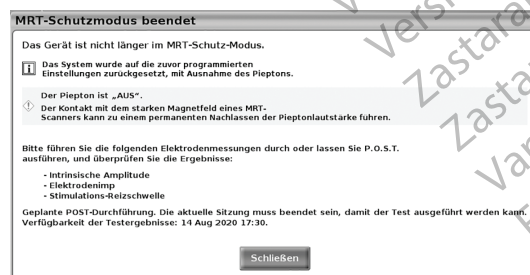 MRT-Schutzmodus beendet
Das Gerät ist nicht länger im MRT-Schutz-Modus.
Das System wurde auf die zuvor programmierten
Einstellungen zurückgesetzt, mit Ausnahme des Pieptons.
Der Piepton ist „AUS“.
Der Kontakt mit dem starken Magnetfeld eines MRT-
Scanners kann zu einem permanenten Nachlassen der Pieptonlautstärke führen.
Bitte führen Sie die folgenden Elektrodenmessungen durch oder lassen Sie P.O.S.T.
ausführen, und überprüfen Sie die Ergebnisse:
- Intrinsische Amplitude
- Elektrodenimp
- Stimulations-Reizschwelle
Geplante POST-Durchführung. Die aktuelle Sitzung muss beendet sein, damit der Test ausgeführt werden kann.
Verfügbarkeit der Testergebnisse: 14 Aug 2020 17:30.
Schließen